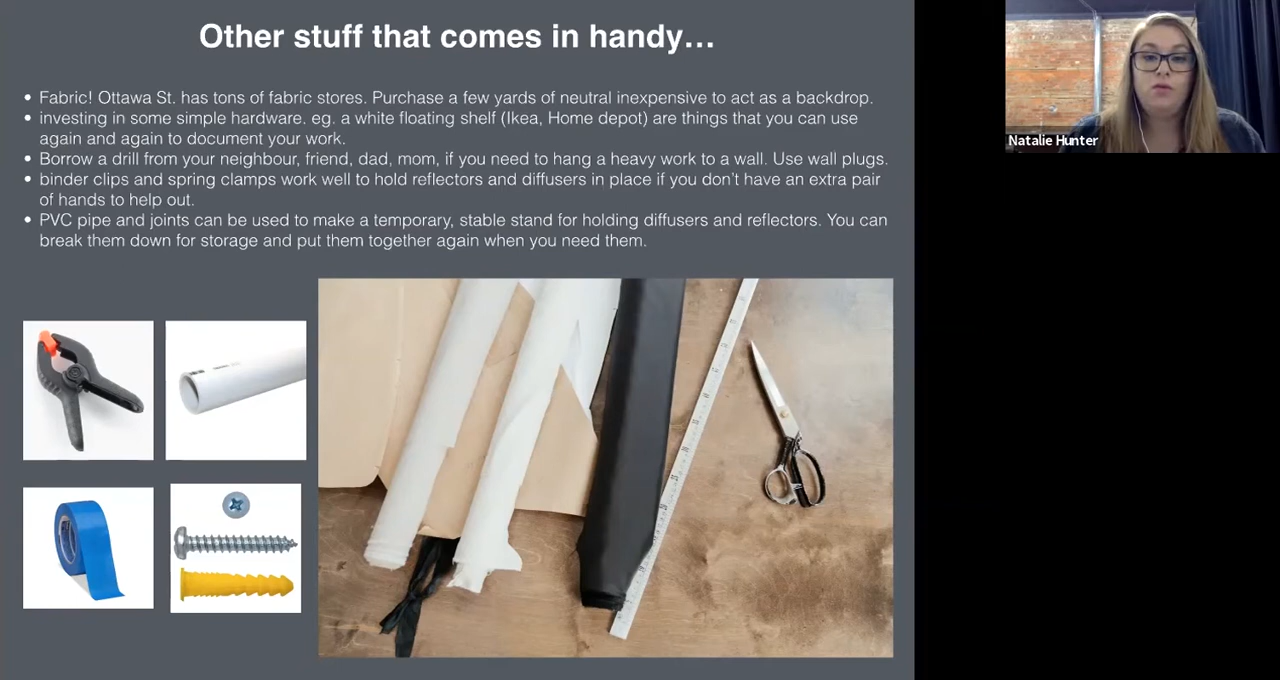 Other stuff that comes in handy...
• Fabric! Ottawa St. has tons of fabric stores. Purchase a few yards of neutral inexpensive to act as a backdrop.
• investing in some simple hardware. eg. a white floating shelf (Ikea, Home depot) are things that you can use
again and again to document your work.
• Borrow a drill from your neighbour, friend, dad, mom, if you need to hang a heavy work to a wall. Use wall plugs.
• binder clips and spring clamps work well to hold reflectors and diffusers in place if you don't have an extra pair
of hands to help out.
• PVC pipe and joints can be used to make a temporary, stable stand for holding diffusers and reflectors. You can
break them down for storage and put them together again when you need them.
Natalie Hunter